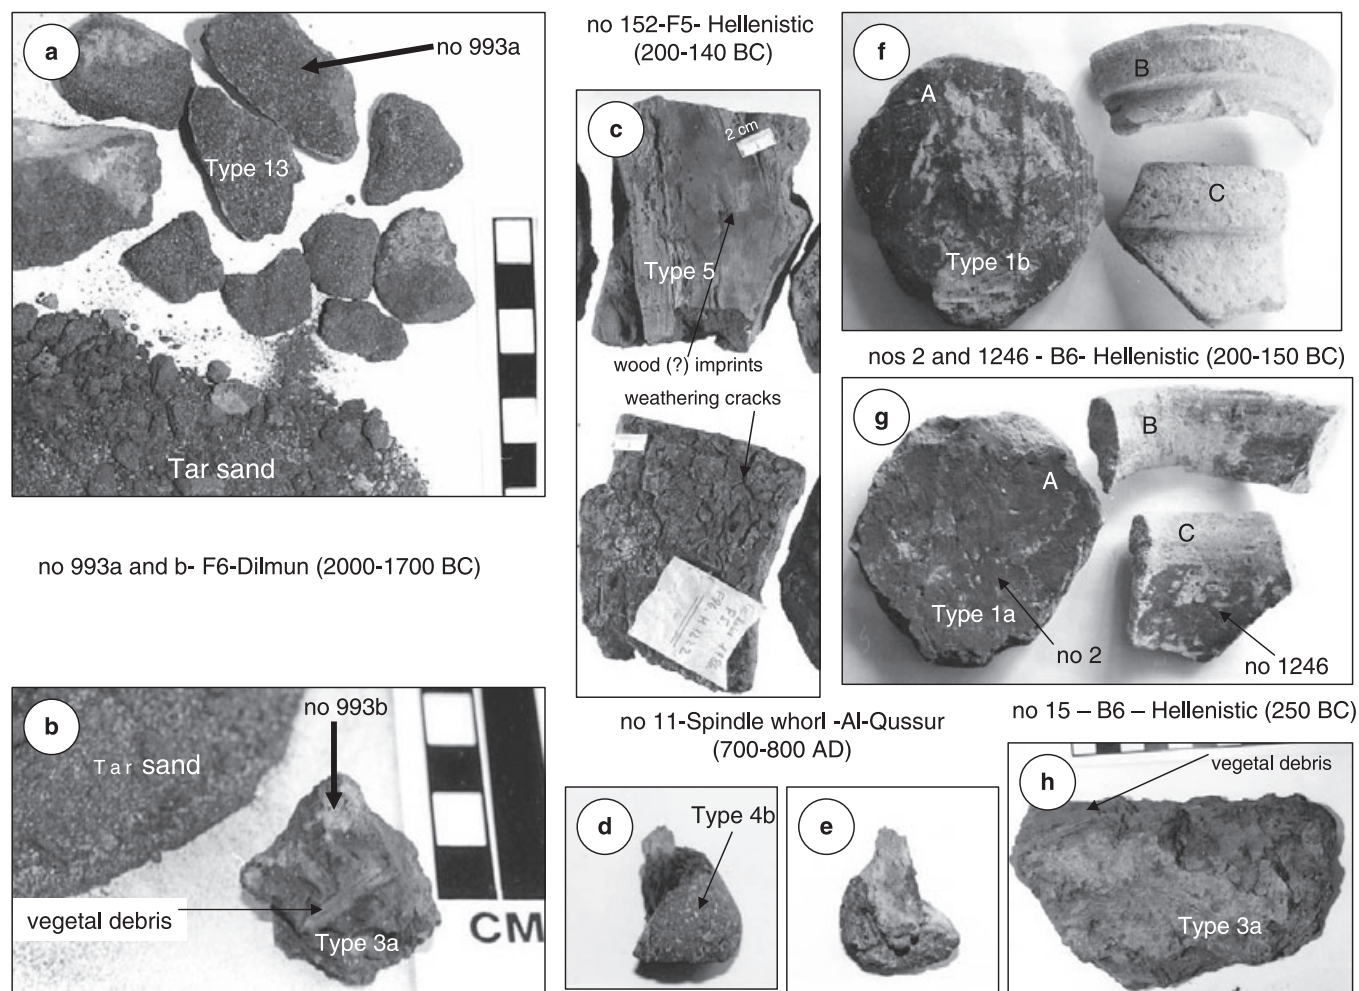 a
no 993a
Type 13
Tar sand
no 993a and b- F6-Dilmun (2000-1700 BC)
b
no 993b
Tar sand
vegetal debris
Type 3a
CM
no 152-F5- Hellenistic
(200-140 BC)
c
2 cm
Type 5
wood (?) imprints
weathering cracks
no 11-Spindle whorl -Al-Qussur
(700-800 AD)
d
Type 4b
e
f
A
B
C
Type 1b
nos 2 and 1246 - B6- Hellenistic (200-150 BC)
g
A
B
C
Type 1a
no 2
no 1246
no 15 – B6 – Hellenistic (250 BC)
h
vegetal debris
Type 3a